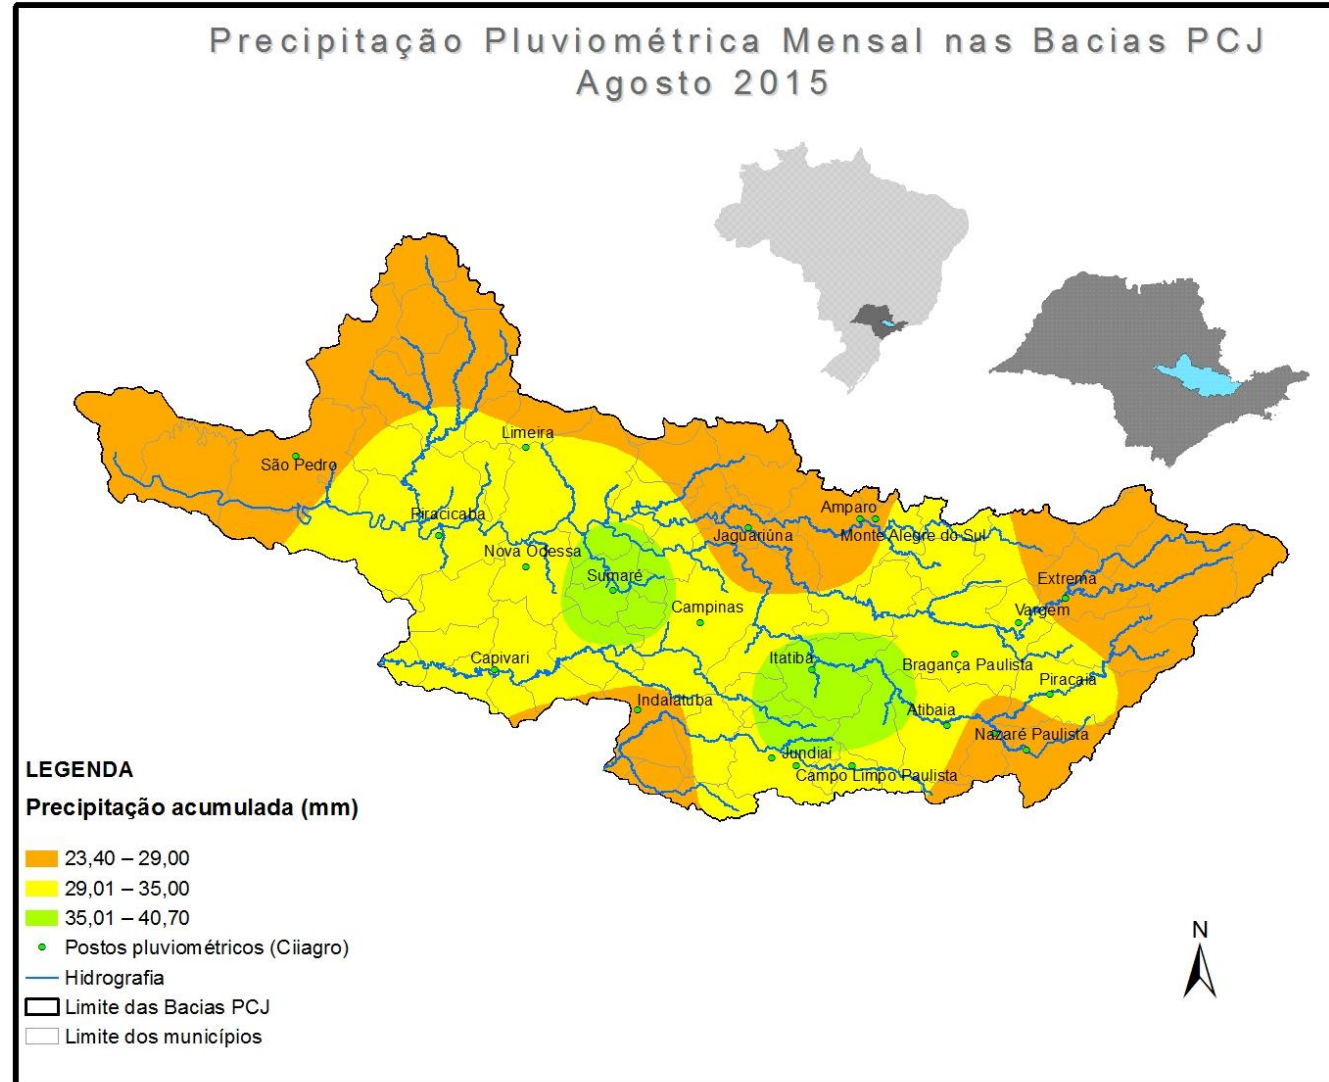 Precipitação Pluviométrica Mensal nas Bacias PCJ
Agosto 2015
Limeira
São Pedro
Piracicaba
Amparo
Jaguariúna
Monte Alegre do Sul
Nova Odessa
Sumaré
Extrema
Campinas
Vargem
Capivari
Itatiba
Bragança Paulista
Piracaia
Indaiatuba
Atibaia
Nazaré Paulista
Jundiaí
Campo Limpo Paulista
LEGENDA
Precipitação acumulada (mm)
23,40 – 29,00
29,01 – 35,00
35,01 – 40,70
Postos pluviométricos (Ciiagro)
Hidrografia
Limite das Bacias PCJ
Limite dos municípios
N